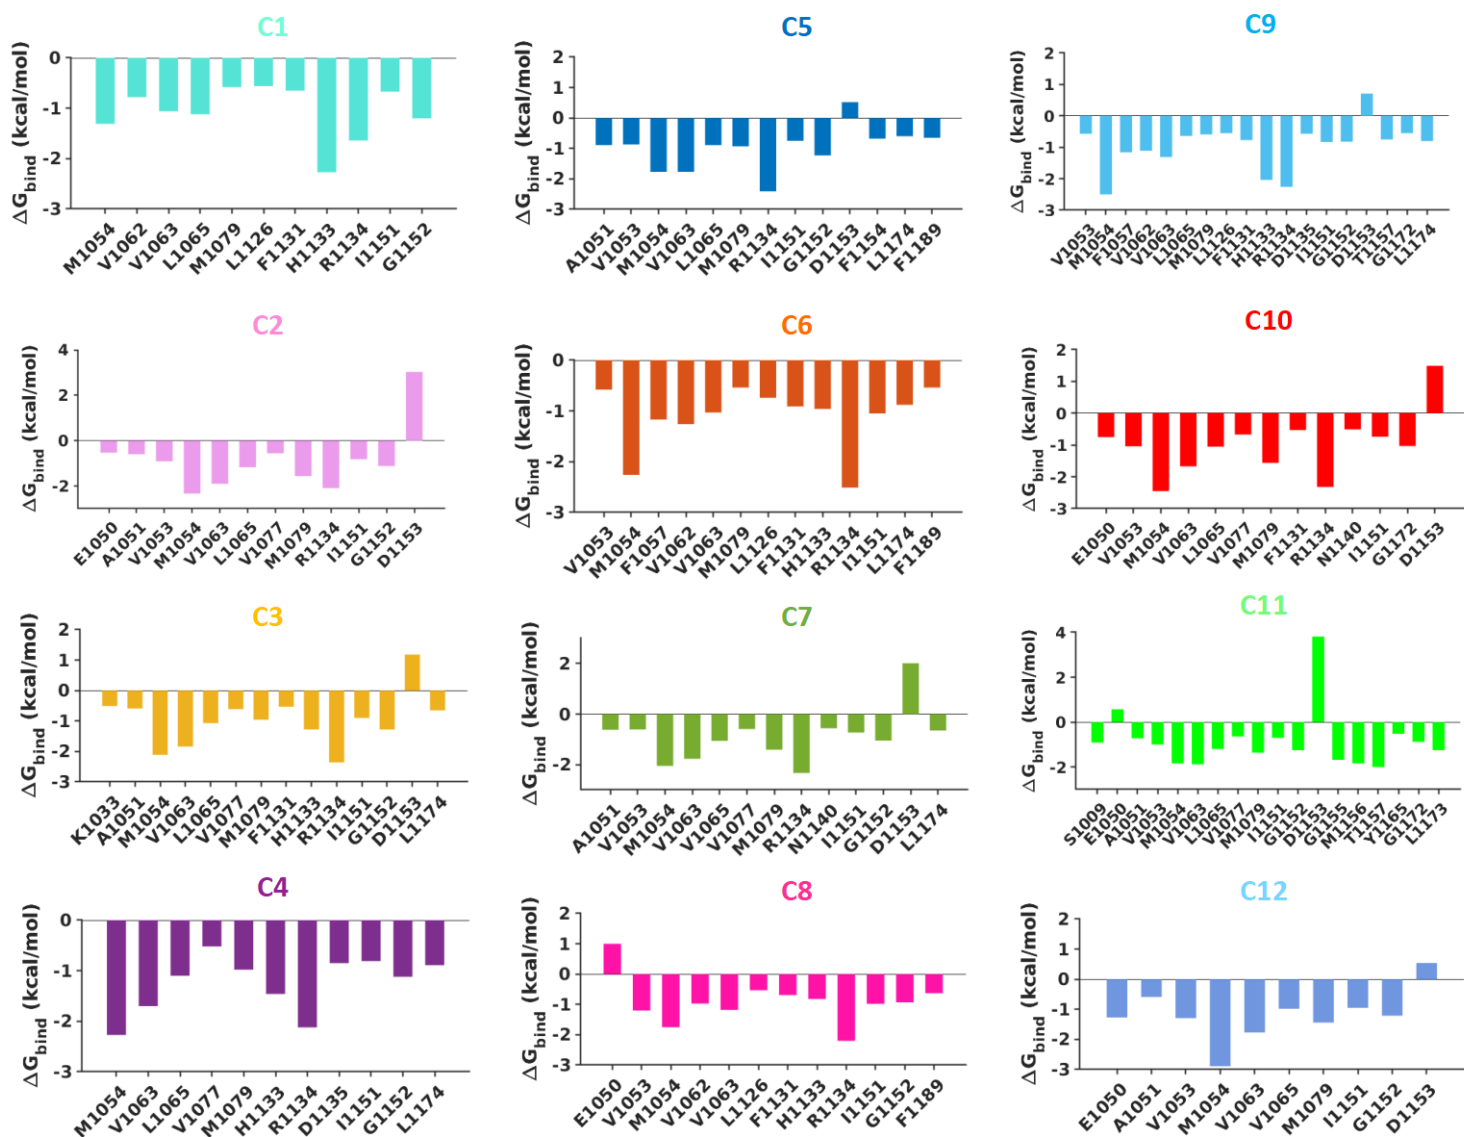 C1
ΔG_bind (kcal/mol)
0
-1
-2
-3
M1054 V1062 V1063 L1065 M1079 L1126 F1131 H1133 R1134 I1151 G1152
C5
ΔG_bind (kcal/mol)
2
1
0
-1
-2
-3
A1051 V1053 M1054 V1063 L1065 M1079 R1134 I1151 G1152 D1153 F1154 L1174 F1189
C9
ΔG_bind (kcal/mol)
2
1
0
-1
-2
-3
V1053 M1054 F1057 V1062 V1063 L1065 M1079 L1126 F1131 H1133 R1134 D1135 I1151 G1152 D1153 T1157 G1172 L1174
C2
ΔG_bind (kcal/mol)
4
2
0
-2
E1050 A1051 V1053 M1054 V1063 L1065 V1077 M1079 R1134 I1151 G1152 D1153
C6
ΔG_bind (kcal/mol)
0
-1
-2
-3
V1053 M1054 F1057 V1062 V1063 M1079 L1126 F1131 H1133 R1134 I1151 L1174 F1189
C10
ΔG_bind (kcal/mol)
2
1
0
-1
-2
-3
E1050 V1053 M1054 V1063 L1065 V1077 M1079 F1131 R1134 N1140 I1151 G1172 D1153
C3
ΔG_bind (kcal/mol)
2
1
0
-1
-2
-3
K1033 A1051 M1054 V1063 L1065 V1077 M1079 F1131 H1133 R1134 I1151 G1152 D1153 L1174
C7
ΔG_bind (kcal/mol)
2
0
-2
A1051 V1053 M1054 V1063 V1065 V1077 M1079 R1134 N1140 I1151 G1152 D1153 L1174
C11
ΔG_bind (kcal/mol)
4
2
0
-2
S1009 E1050 A1051 V1053 M1054 V1063 L1065 V1077 M1079 I1151 G1152 D1153 G1155 M1156 T1157 Y1165 G1172 L1173
C4
ΔG_bind (kcal/mol)
0
-1
-2
-3
M1054 V1063 L1065 V1077 M1079 H1133 R1134 D1135 I1151 G1152 L1174
C8
ΔG_bind (kcal/mol)
2
1
0
-1
-2
-3
E1050 V1053 M1054 V1062 V1063 L1126 F1131 H1133 R1134 I1151 G1152 F1189
C12
ΔG_bind (kcal/mol)
2
1
0
-1
-2
-3
E1050 A1051 V1053 M1054 V1063 V1065 M1079 I1151 G1152 D1153